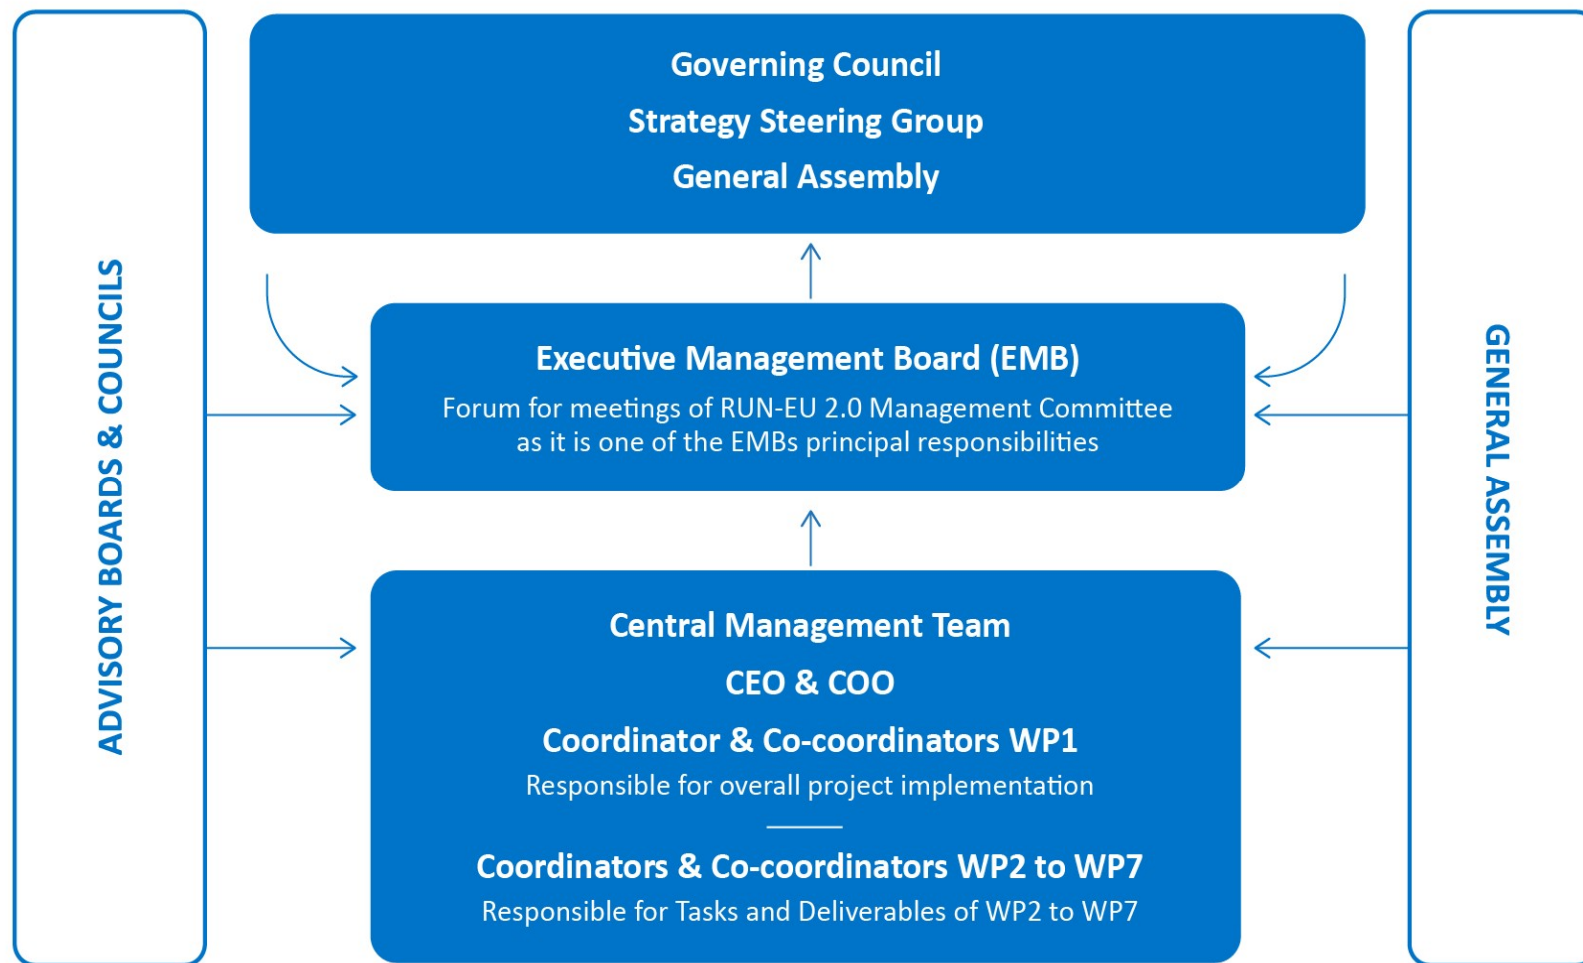 ADVISORY BOARDS & COUNCILS
Governing Council
Strategy Steering Group
General Assembly
Executive Management Board (EMB)
Forum for meetings of RUN-EU 2.0 Management Committee
as it is one of the EMBs principal responsibilities
Central Management Team
CEO & COO
Coordinator & Co-coordinators WP1
Responsible for overall project implementation
Coordinators & Co-coordinators WP2 to WP7
Responsible for Tasks and Deliverables of WP2 to WP7
GENERAL ASSEMBLY